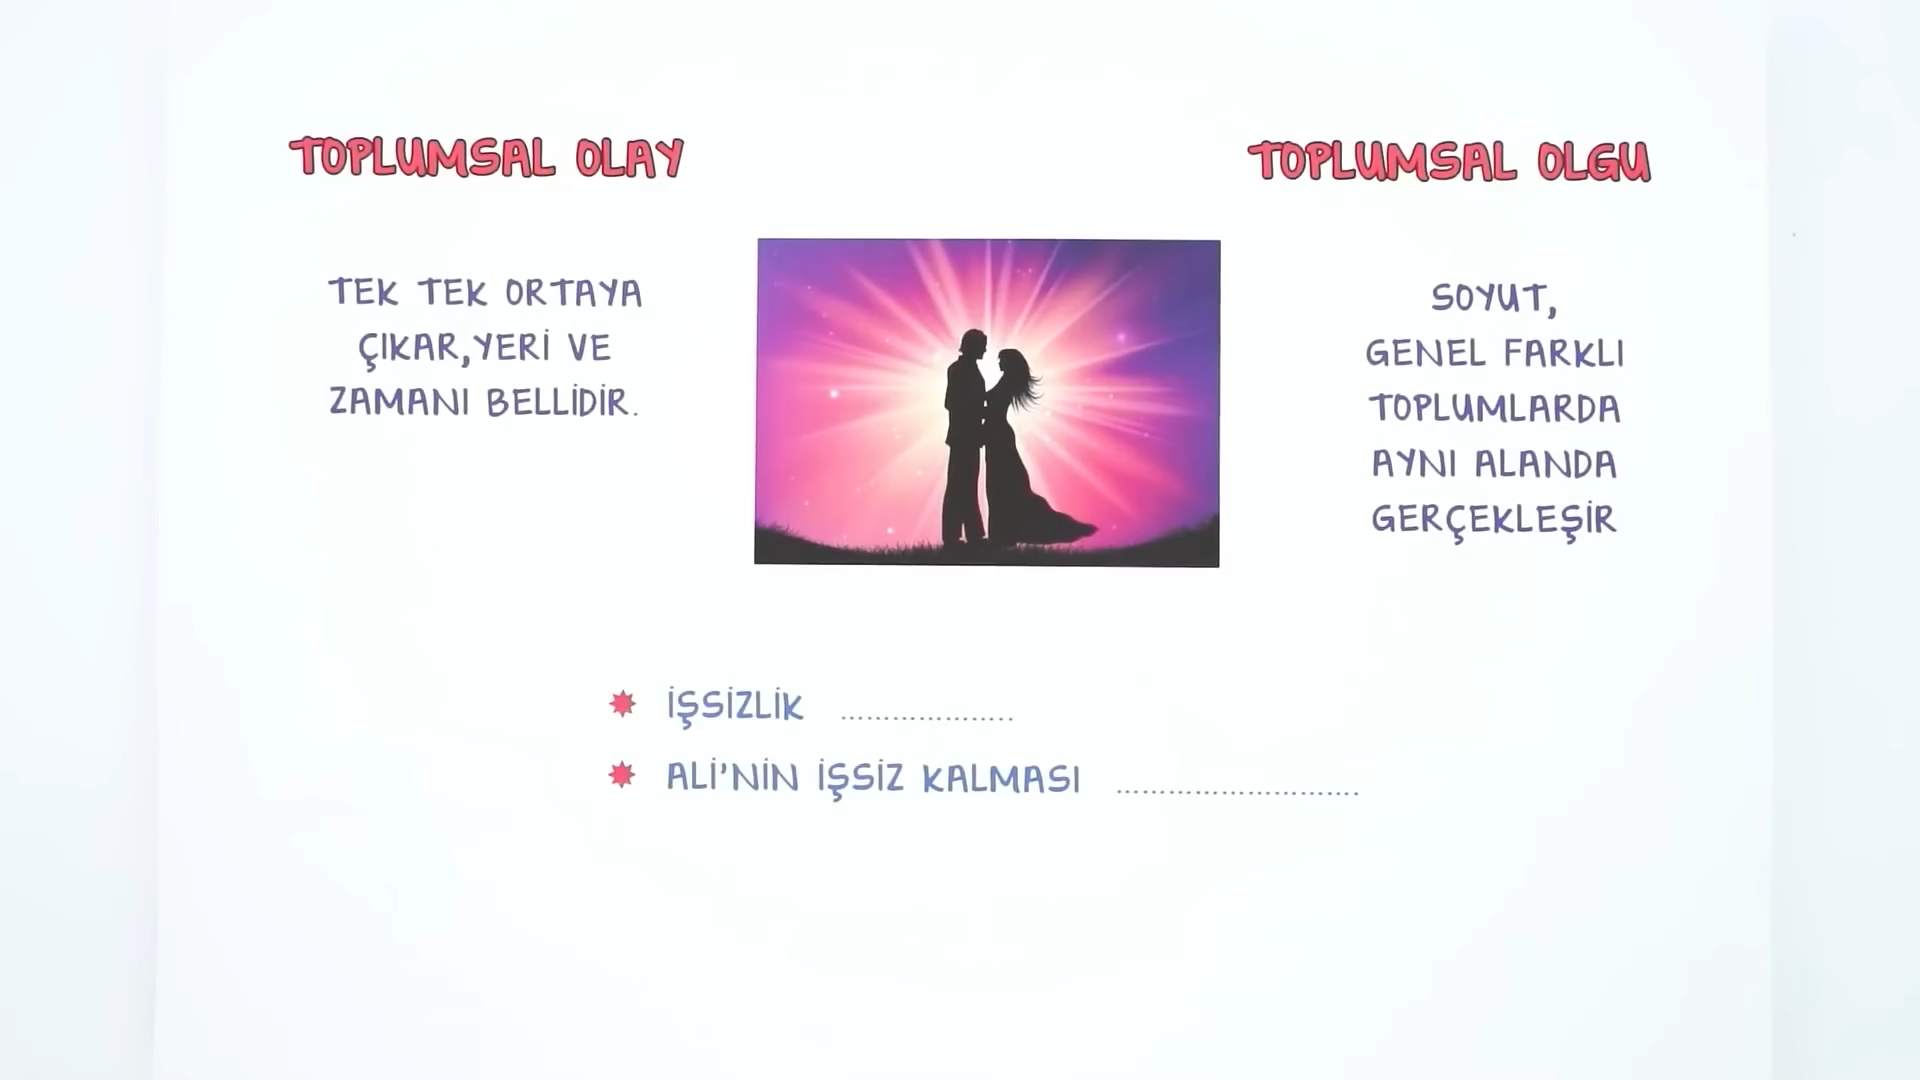 TOPLUMSAL OLAY
TEK TEK ORTAYA
ÇIKAR,YERİ VE
ZAMANI BELLİDİR.
TOPLUMSAL OLGU
SOYUT,
GENEL FARKLI
TOPLUMLARDA
AYNI ALANDA
GERÇEKLEŞİR
İŞSİZLİK ....................
ALİ'NİN İŞSİZ KALMASI ............................